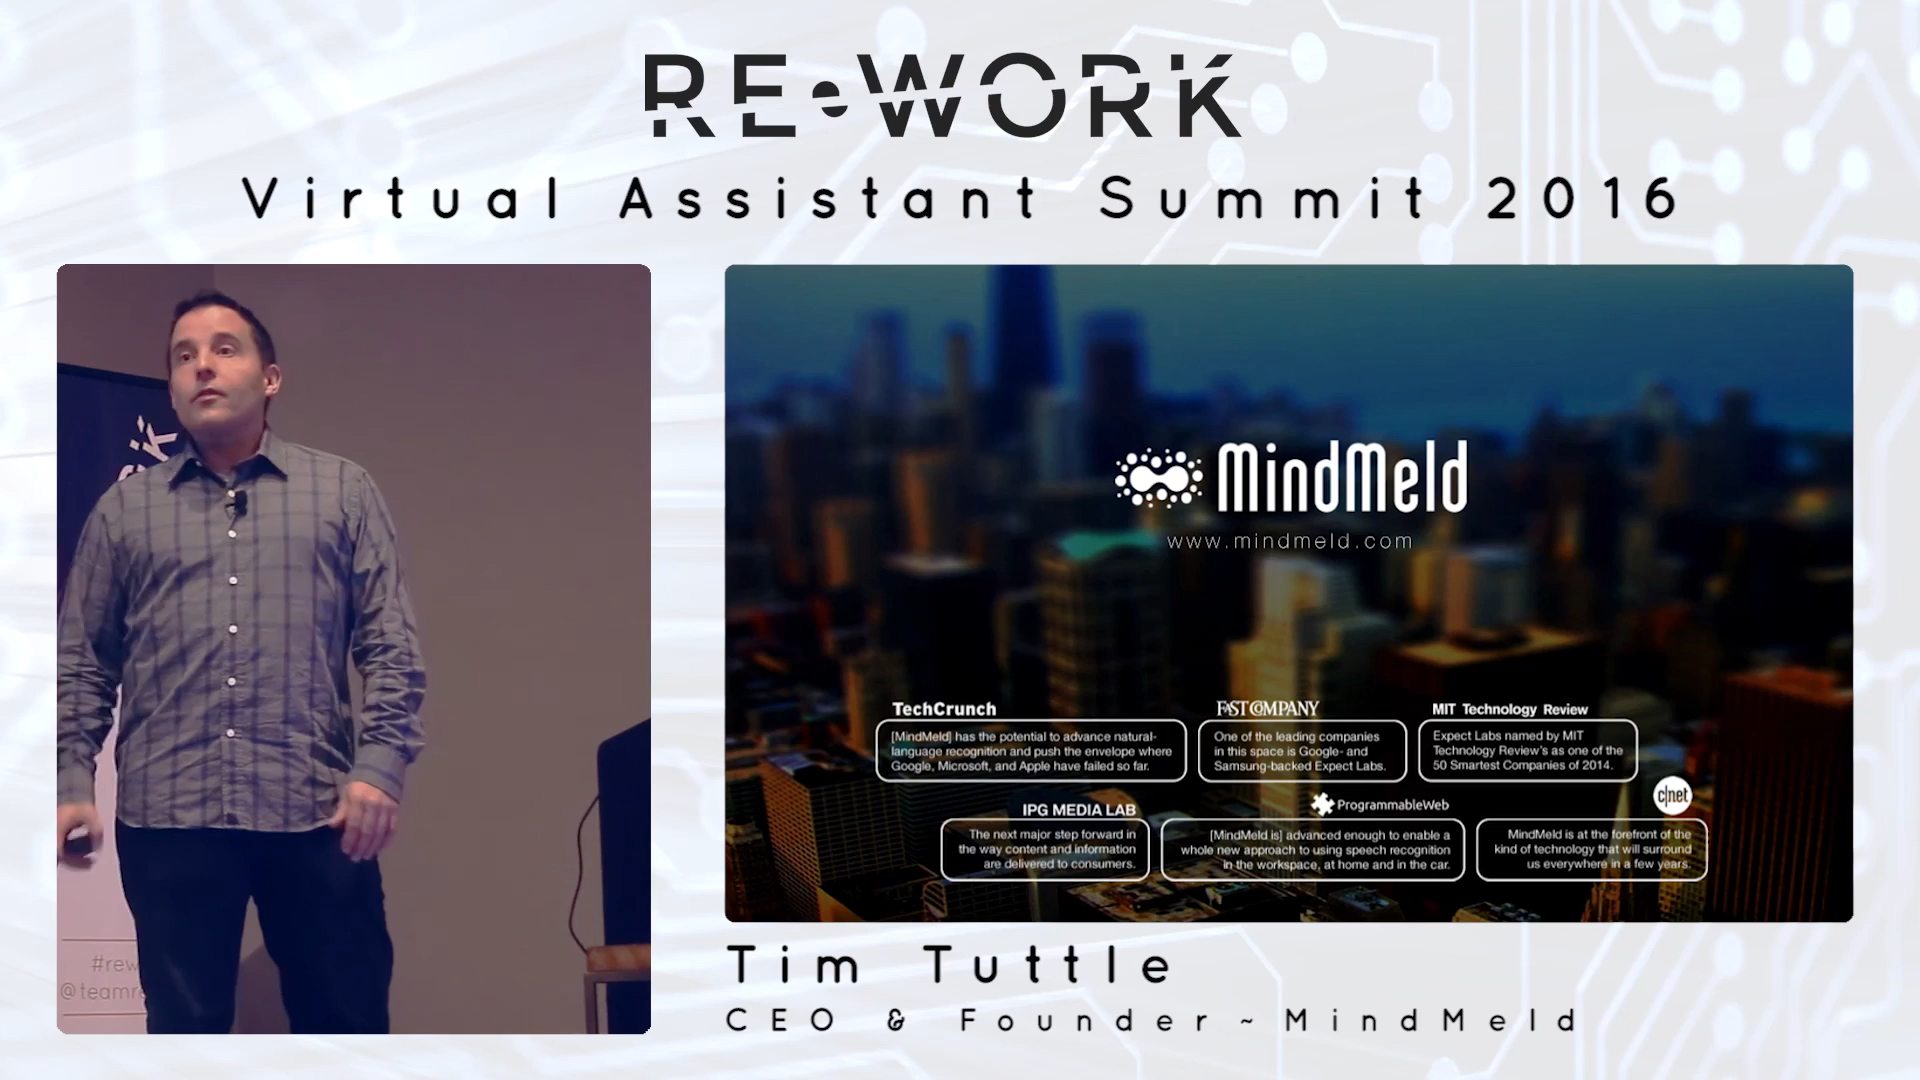 RE•WORK
Virtual Assistant Summit 2016
MindMeld
www.mindmeld.com
TechCrunch
[MindMeld] has the potential to advance natural-
language recognition and push the envelope where
Google, Microsoft, and Apple have failed so far.
FAST COMPANY
One of the leading companies
in this space is Google- and
Samsung-backed Expect Labs.
MIT Technology Review
Expect Labs named by MIT
Technology Review's as one of the
50 Smartest Companies of 2014.
IPG MEDIA LAB
The next major step forward in
the way content and information
are delivered to consumers.
ProgrammableWeb
[MindMeld is] advanced enough to enable a
whole new approach to using speech recognition
in the workspace, at home and in the car.
c|net
MindMeld is at the forefront of the
kind of technology that will surround
us everywhere in a few years.
#rew
@teamr
Tim Tuttle
CEO & Founder ~ MindMeld